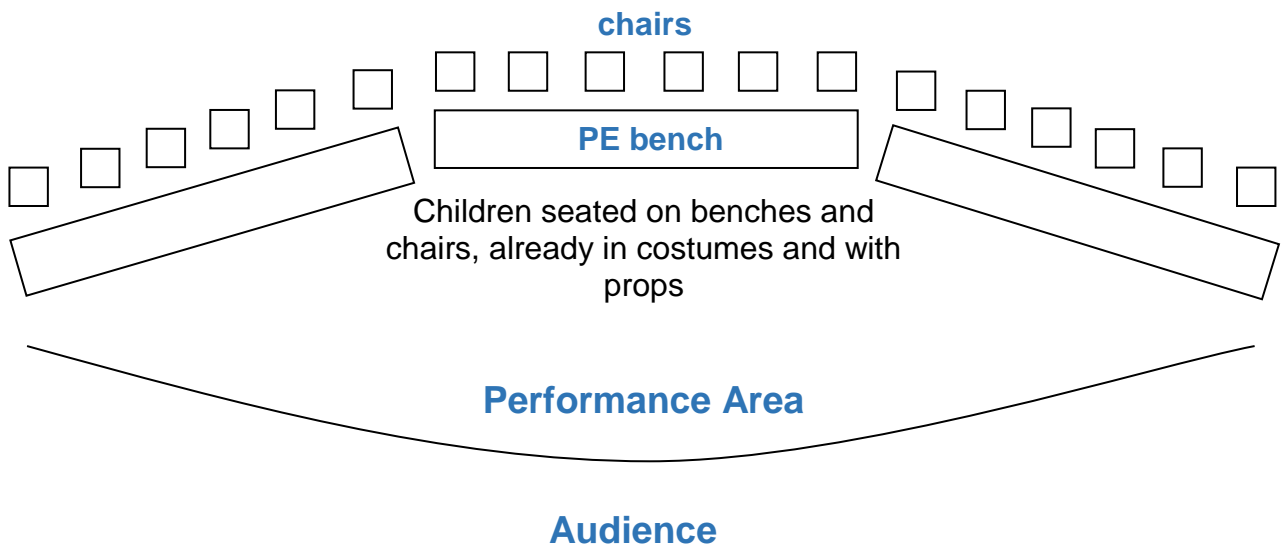 chairs
PE bench
Children seated on benches and
chairs, already in costumes and with
props
Performance Area
Audience